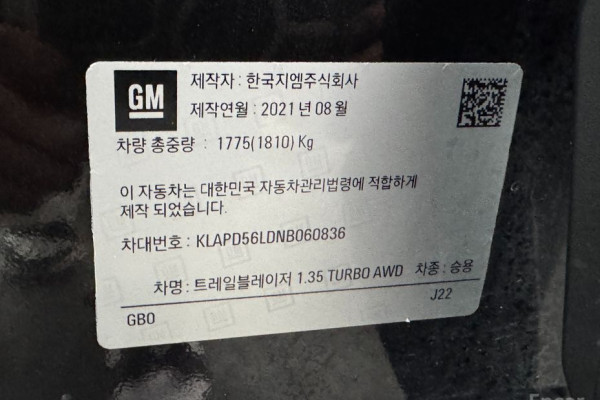 GM
제작자 : 한국지엠주식회사
제작연월 : 2021 년 08 월
차량 총중량 : 1775(1810) Kg
이 자동차는 대한민국 자동차관리법령에 적합하게
제작 되었습니다.
차대번호 : KLAPD56LDNB060836
차명 : 트레일블레이저 1.35 TURBO AWD 차종 : 승용
GB0 J22
Encar